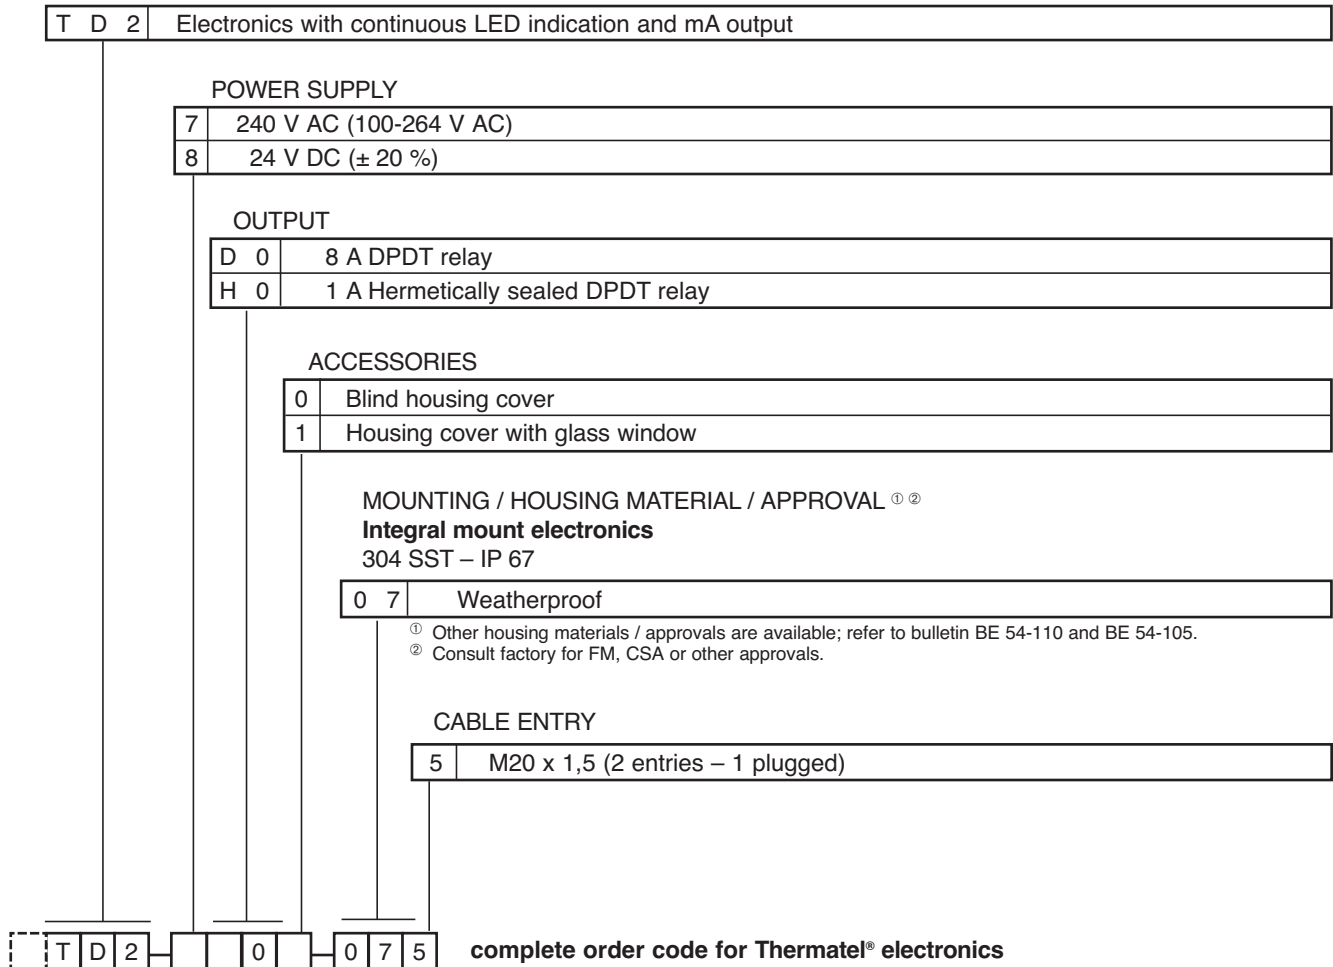 T D 2 Electronics with continuous LED indication and mA output
POWER SUPPLY
7 240 V AC (100-264 V AC)
8 24 V DC (± 20 %)
OUTPUT
D 0 8 A DPDT relay
H 0 1 A Hermetically sealed DPDT relay
ACCESSORIES
0 Blind housing cover
1 Housing cover with glass window
MOUNTING / HOUSING MATERIAL / APPROVAL ① ②
Integral mount electronics
304 SST – IP 67
0 7 Weatherproof
① Other housing materials / approvals are available; refer to bulletin BE 54-110 and BE 54-105.
② Consult factory for FM, CSA or other approvals.
CABLE ENTRY
5 M20 x 1,5 (2 entries – 1 plugged)
T D 2 0 0 7 5 complete order code for Thermatel® electronics